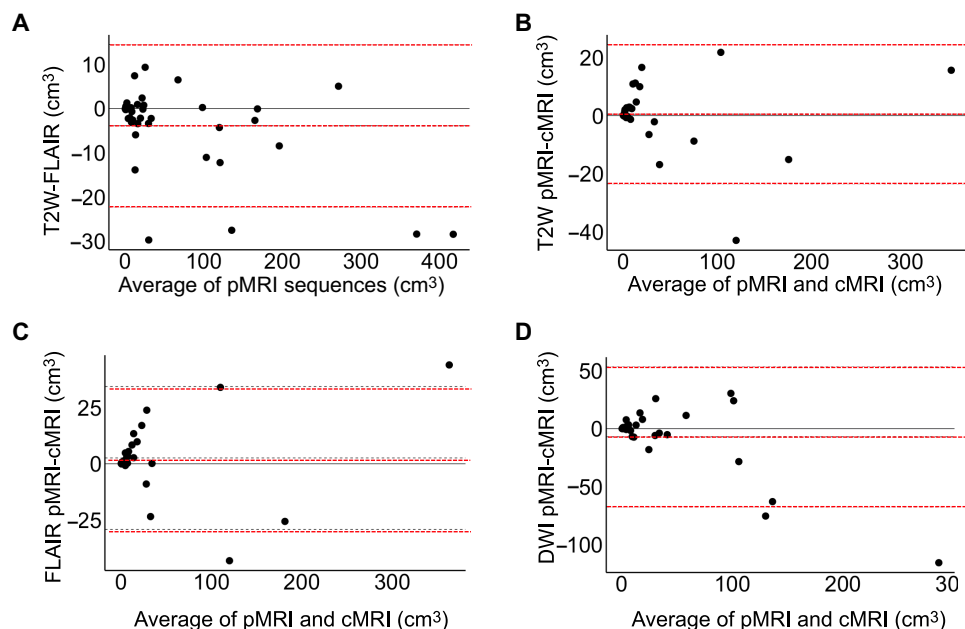 A
T2W-FLAIR (cm³)
10
0
−10
−20
−30
0 100 200 300 400
Average of pMRI sequences (cm³)
B
T2W pMRI-cMRI (cm³)
20
0
−20
−40
0 100 200 300
Average of pMRI and cMRI (cm³)
C
FLAIR pMRI-cMRI (cm³)
25
0
−25
0 100 200 300
Average of pMRI and cMRI (cm³)
D
DWI pMRI-cMRI (cm³)
50
0
−50
−100
0 100 200 30
Average of pMRI and cMRI (cm³)